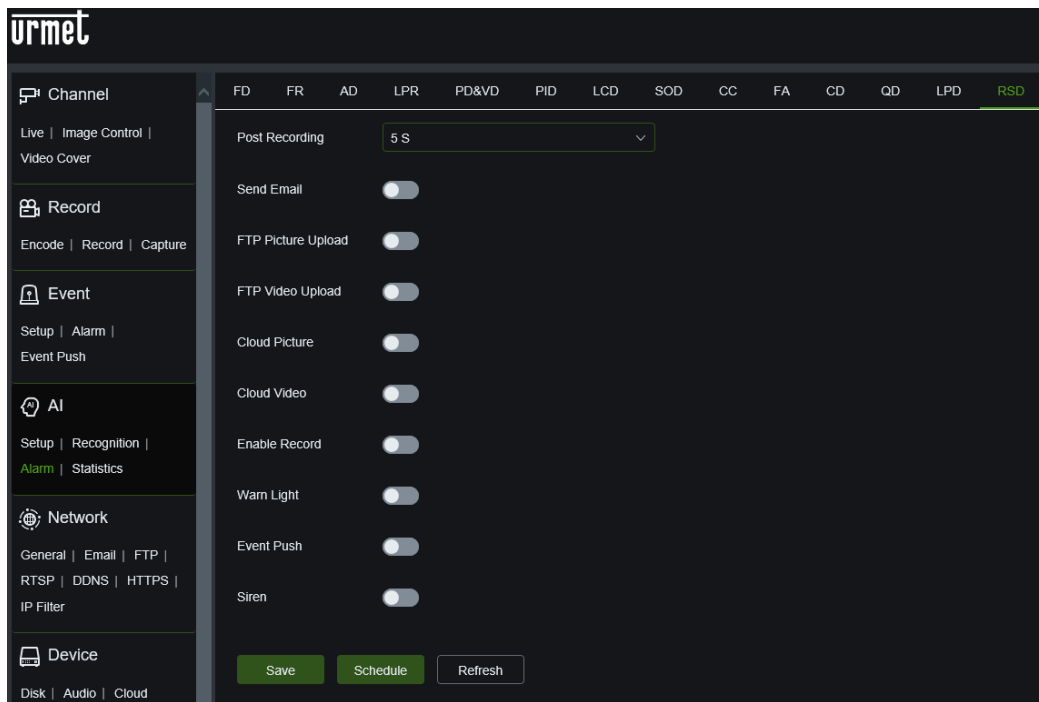 urmet
Channel
Live | Image Control |
Video Cover
Record
Encode | Record | Capture
Event
Setup | Alarm |
Event Push
AI
AI
Setup | Recognition |
Alarm | Statistics
Network
General | Email | FTP |
RTSP | DDNS | HTTPS |
IP Filter
Device
Disk | Audio | Cloud
FD FR AD LPR PD&VD PID LCD SOD CC FA CD QD LPD RSD
Post Recording 5 S
Send Email
FTP Picture Upload
FTP Video Upload
Cloud Picture
Cloud Video
Enable Record
Warn Light
Event Push
Siren
Save Schedule Refresh